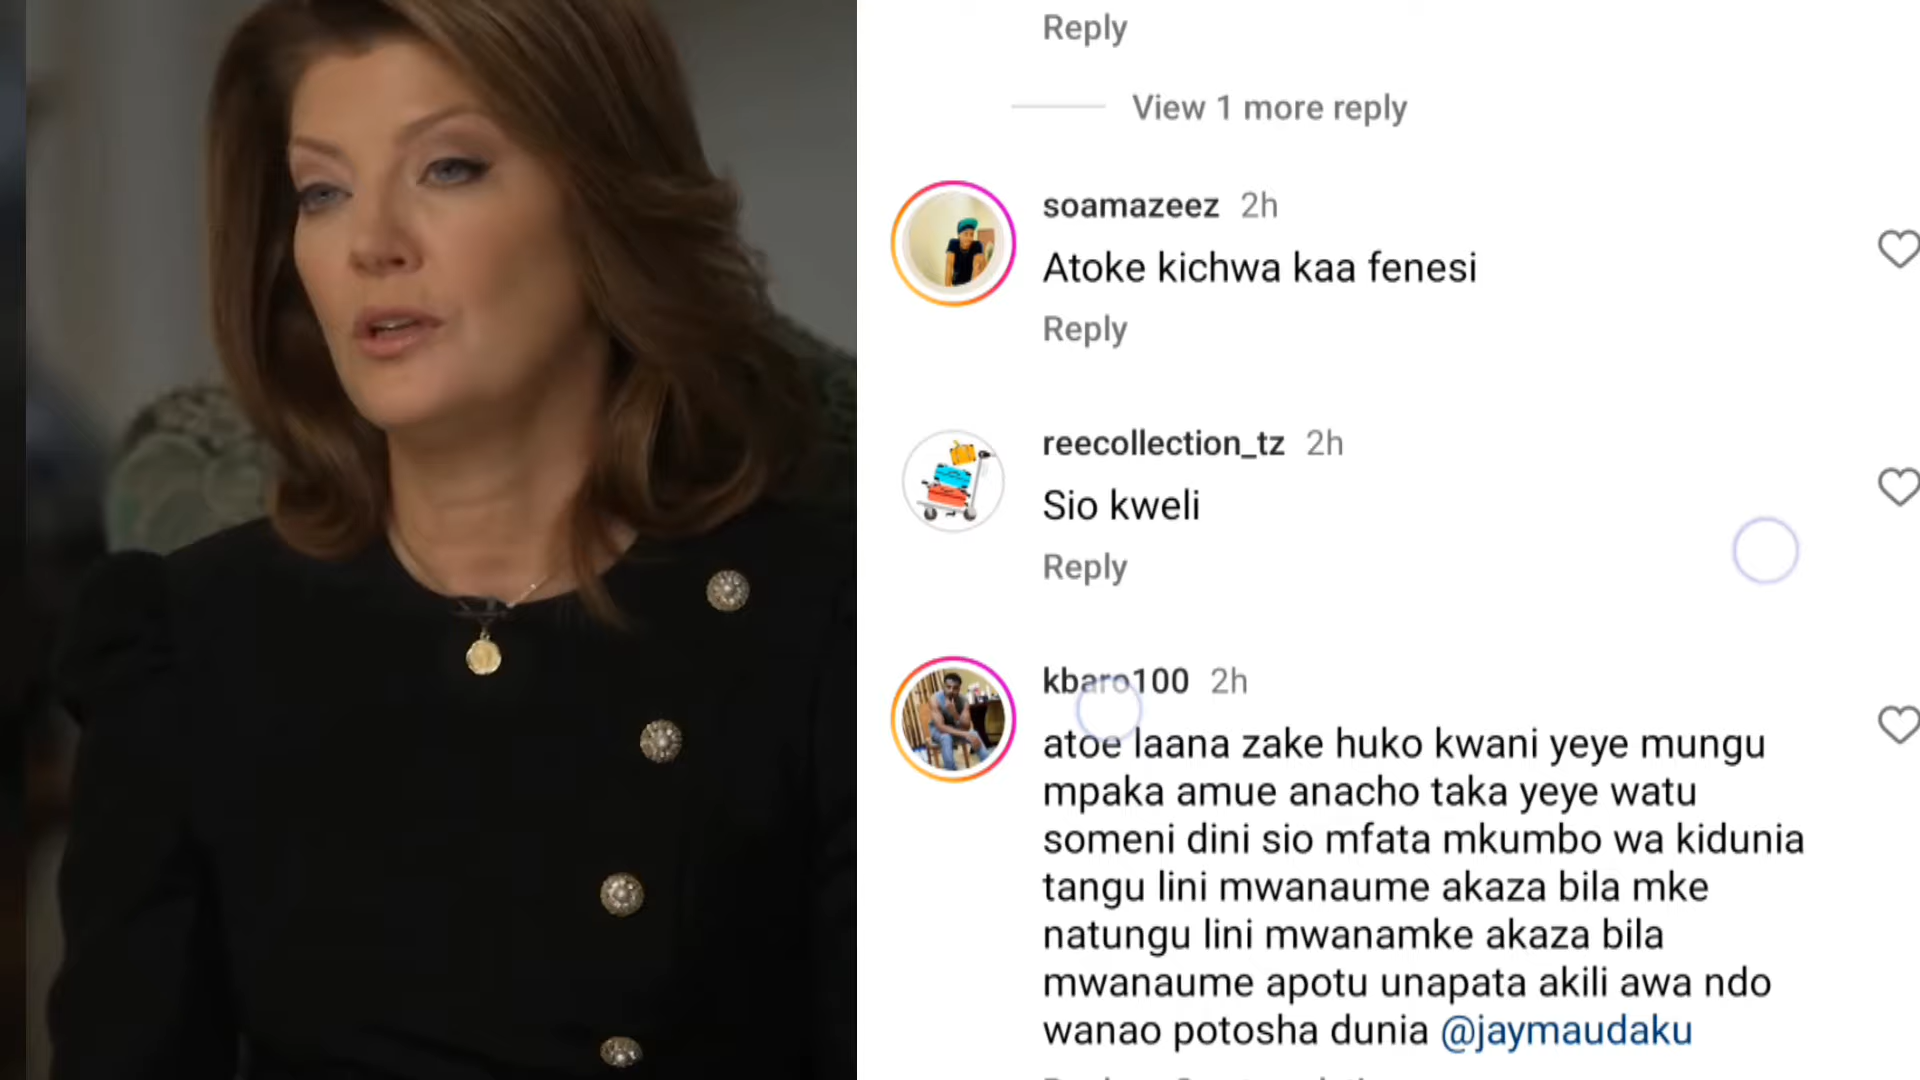 Reply
View 1 more reply
soamazeez 2h
Atoke kichwa kaa fenesi
Reply
reecollection_tz 2h
Sio kweli
Reply
kbaro100 2h
atoe laana zake huko kwani yeye mungu
mpaka amue anacho taka yeye watu
someni dini sio mfata mkumbo wa kidunia
tangu lini mwanaume akaza bila mke
natungu lini mwanamke akaza bila
mwanaume apotu unapata akili awa ndo
wanao potosha dunia @jaymaudaku